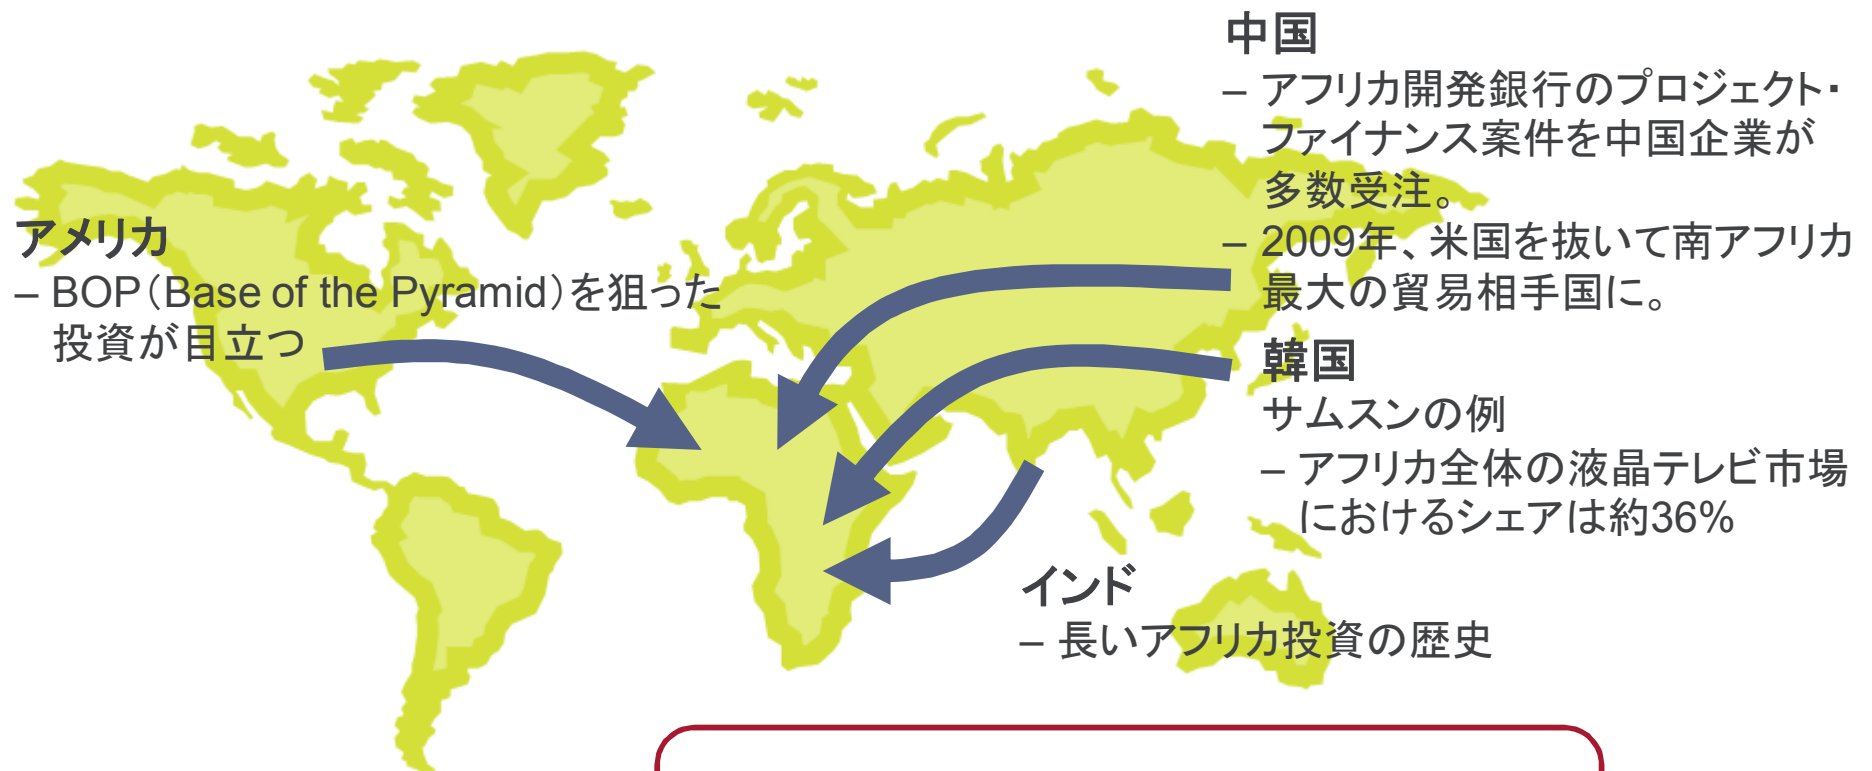 中国
– アフリカ開発銀行のプロジェクト・
ファイナンス案件を中国企業が
多数受注。
– 2009年、米国を抜いて南アフリカ
最大の貿易相手国に。
アメリカ
– BOP(Base of the Pyramid)を狙った
投資が目立つ
韓国
サムスンの例
– アフリカ全体の液晶テレビ市場
におけるシェアは約36%
インド
– 長いアフリカ投資の歴史